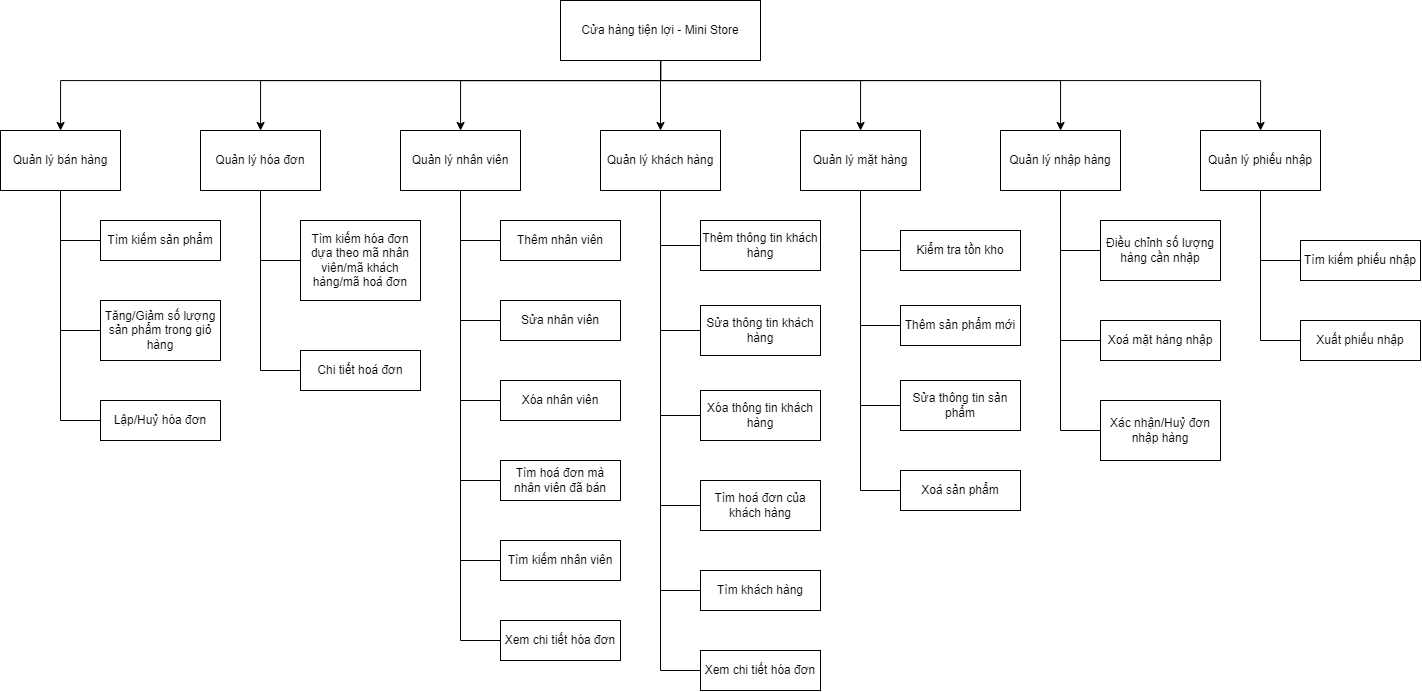 Cửa hàng tiện lợi - Mini Store
Quản lý bán hàng
Quản lý hóa đơn
Quản lý nhân viên
Quản lý khách hàng
Quản lý mặt hàng
Quản lý nhập hàng
Quản lý phiếu nhập
Tìm kiếm sản phẩm
Tăng/Giảm số lượng
sản phẩm trong giỏ
hàng
Lập/Huỷ hóa đơn
Tìm kiếm hóa đơn
dựa theo mã nhân
viên/mã khách
hàng/mã hoá đơn
Chi tiết hoá đơn
Thêm nhân viên
Sửa nhân viên
Xóa nhân viên
Tìm hoá đơn mà
nhân viên đã bán
Tìm kiếm nhân viên
Xem chi tiết hóa đơn
Thêm thông tin khách
hàng
Sửa thông tin khách
hàng
Xóa thông tin khách
hàng
Tìm hoá đơn của
khách hàng
Tìm khách hàng
Xem chi tiết hóa đơn
Kiểm tra tồn kho
Thêm sản phẩm mới
Sửa thông tin sản
phẩm
Xoá sản phẩm
Điều chỉnh số lượng
hàng cần nhập
Xoá mặt hàng nhập
Xác nhận/Huỷ đơn
nhập hàng
Tìm kiếm phiếu nhập
Xuất phiếu nhập